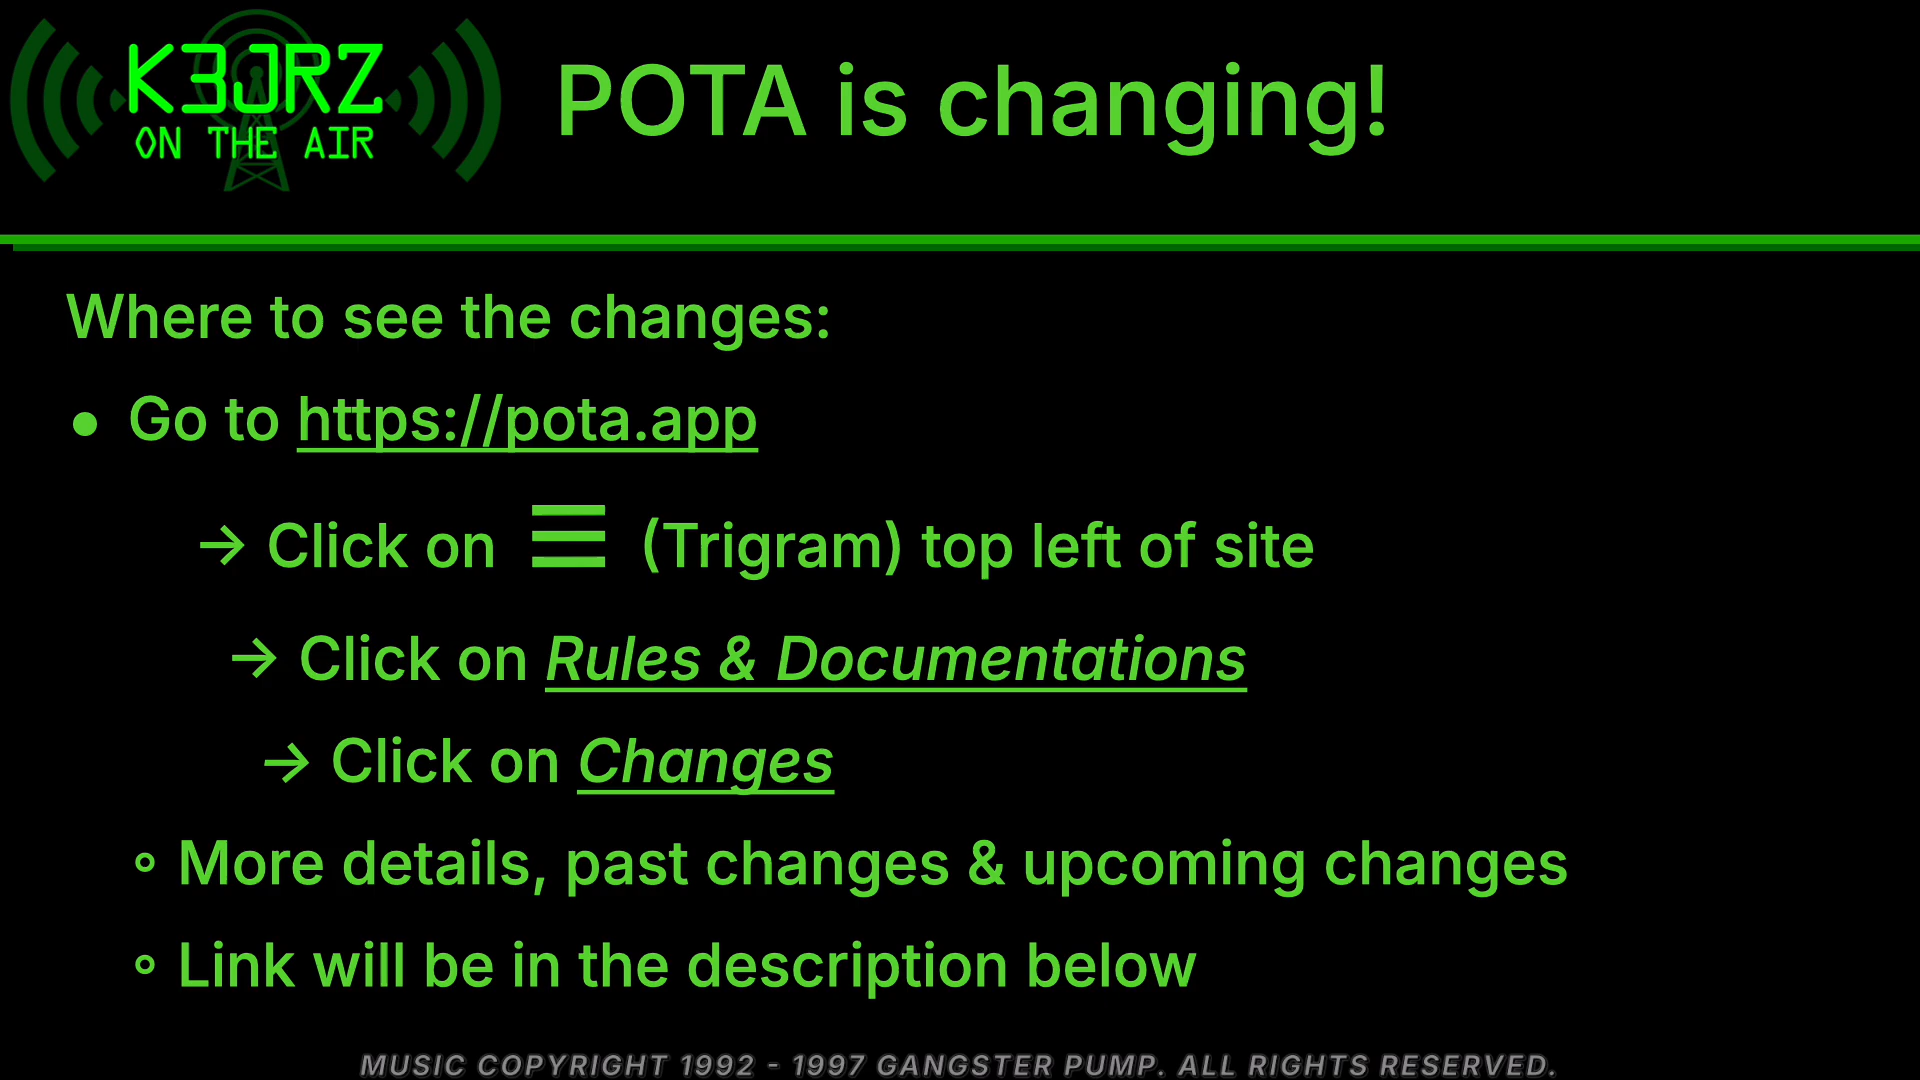 K3JRZ
ON THE AIR
POTA is changing!
Where to see the changes:
● Go to https://pota.app
→ Click on ☰ (Trigram) top left of site
→ Click on Rules & Documentations
→ Click on Changes
⚬ More details, past changes & upcoming changes
⚬ Link will be in the description below
MUSIC COPYRIGHT 1992 - 1997 GANGSTER PUMP. ALL RIGHTS RESERVED.